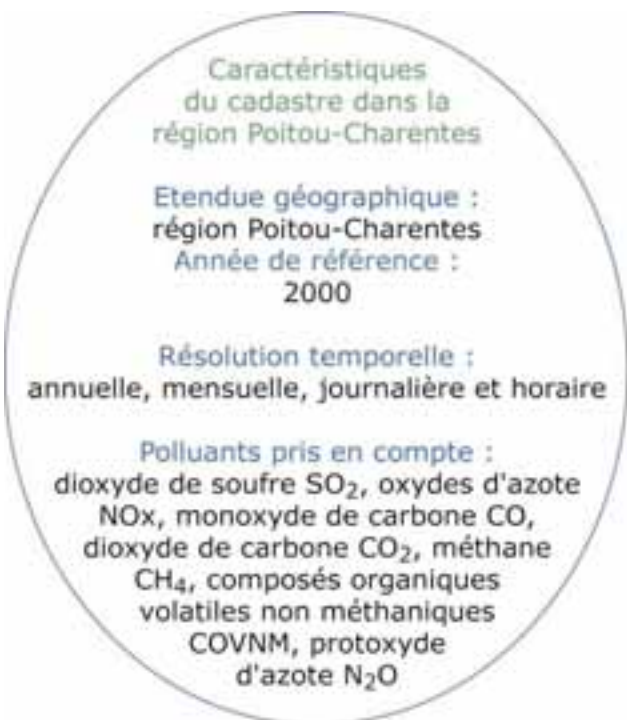 Caractéristiques
du cadastre dans la
région Poitou-Charentes
Etendue géographique :
région Poitou-Charentes
Année de référence :
2000
Résolution temporelle :
annuelle, mensuelle, journalière et horaire
Polluants pris en compte :
dioxyde de soufre SO₂, oxydes d'azote
NOx, monoxyde de carbone CO,
dioxyde de carbone CO₂, méthane
CH₄, composés organiques
volatiles non méthaniques
COVNM, protoxyde
d'azote N₂O